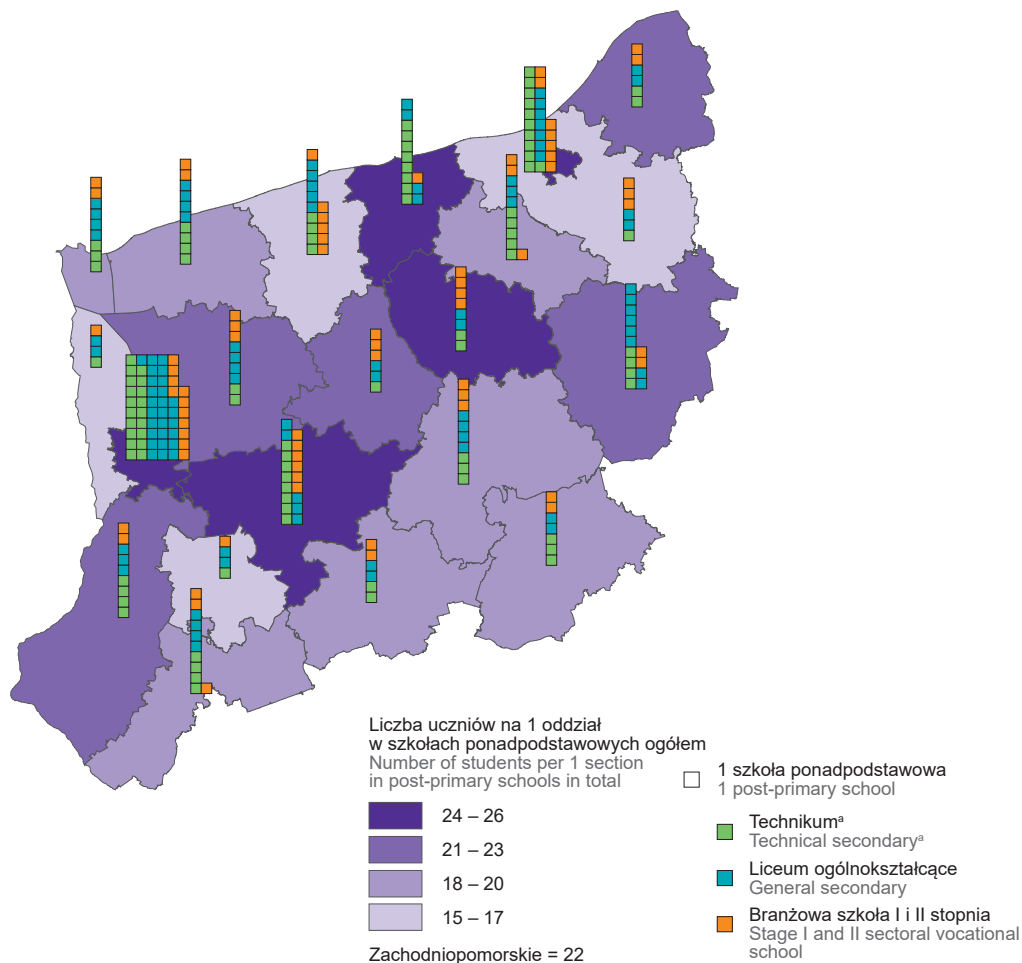 Liczba uczniów na 1 oddział
w szkołach ponadpodstawowych ogółem
Number of students per 1 section
in post-primary schools in total
24 – 26
21 – 23
18 – 20
15 – 17
Zachodniopomorskie = 22
1 szkoła ponadpodstawowa
1 post-primary school
Technikumᵃ
Technical secondaryᵃ
Liceum ogólnokształcące
General secondary
Branżowa szkoła I i II stopnia
Stage I and II sectoral vocational
school